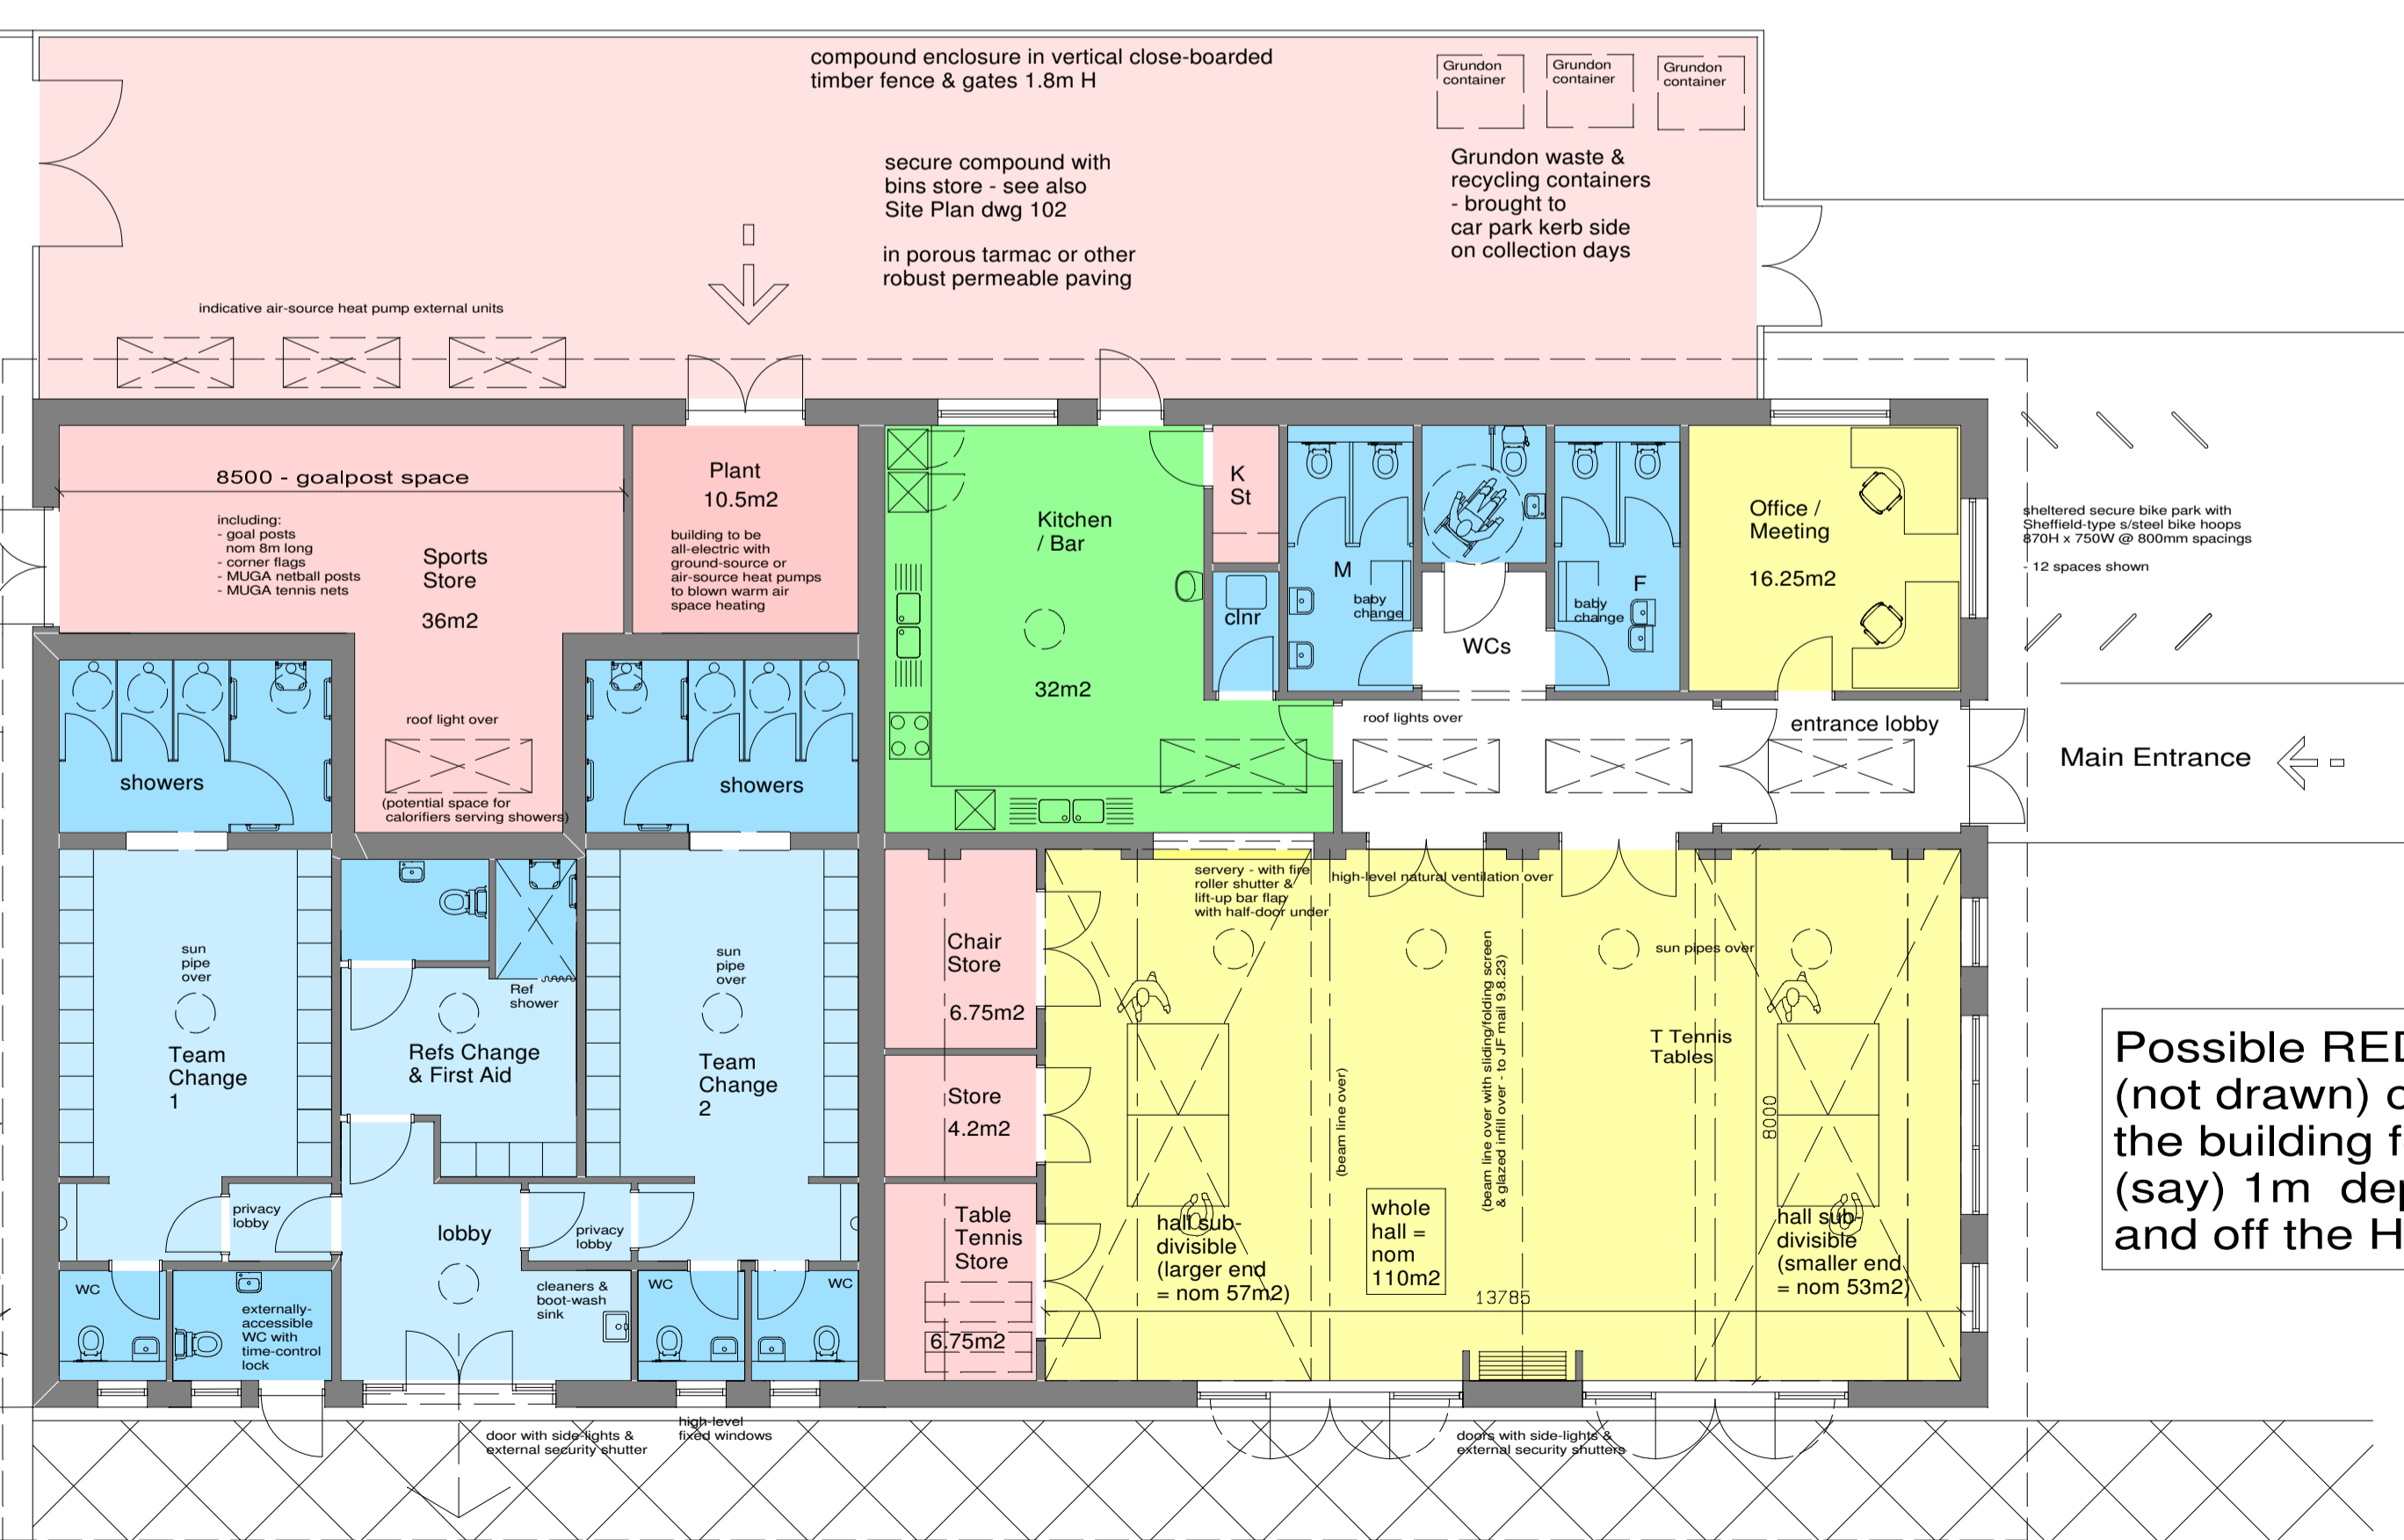 compound enclosure in vertical close-boarded
timber fence & gates 1.8m H
Grundon
container
Grundon
container
Grundon
container
secure compound with
bins store - see also
Site Plan dwg 102
in porous tarmac or other
robust permeable paving
Grundon waste &
recycling containers
- brought to
car park kerb side
on collection days
indicative air-source heat pump external units
8500 - goalpost space
including:
- goal posts
nom 8m long
- corner flags
- MUGA netball posts
- MUGA tennis nets
Sports
Store
36m2
Plant
10.5m2
building to be
all-electric with
ground-source or
air-source heat pumps
to blown warm air
space heating
Kitchen
/ Bar
32m2
K
St
clnr
M
baby
change
WCs
F
baby
change
Office /
Meeting
16.25m2
sheltered secure bike park with
Sheffield-type s/steel bike hoops
870H x 750W @ 800mm spacings
- 12 spaces shown
showers
roof light over
(potential space for
calorifiers serving showers)
showers
roof lights over
entrance lobby
Main Entrance
servery - with fire
roller shutter &
lift-up bar flap
with half-door under
high-level natural ventilation over
sun
pipe
over
Team
Change
1
Ref
shower
Refs Change
& First Aid
sun
pipe
over
Team
Change
2
Chair
Store
6.75m2
Store
4.2m2
Table
Tennis
Store
6.75m2
(beam line over)
(beam line over with sliding/folding screen
& glazed infill over - to JF mail 9.8.23)
sun pipes over
T Tennis
Tables
8000
whole
hall =
nom
110m2
hall sub-
divisible
(larger end
= nom 57m2)
hall sub-
divisible
(smaller end
= nom 53m2)
13785
privacy
lobby
lobby
privacy
lobby
WC
externally-
accessible
WC with
time-control
lock
cleaners &
boot-wash
sink
WC
WC
door with side-lights &
external security shutter
high-level
fixed windows
doors with side-lights &
external security shutters
Possible
(not drawn)
the building
(say) 1m
and off the